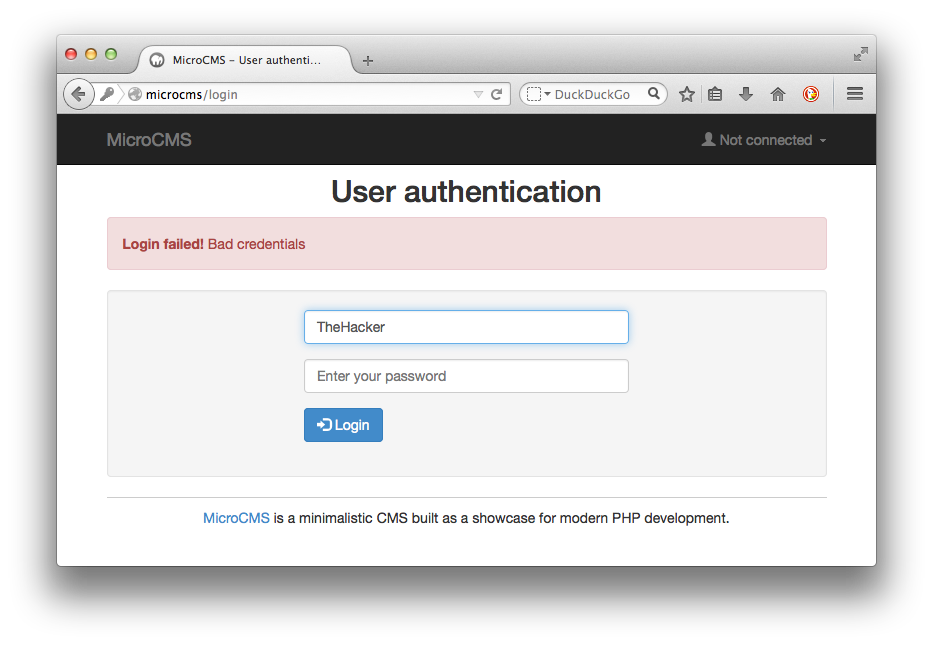 MicroCMS – User authenti...
microcms/login
DuckDuckGo
MicroCMS
Not connected
User authentication
Login failed! Bad credentials
TheHacker
Enter your password
Login
MicroCMS is a minimalistic CMS built as a showcase for modern PHP development.